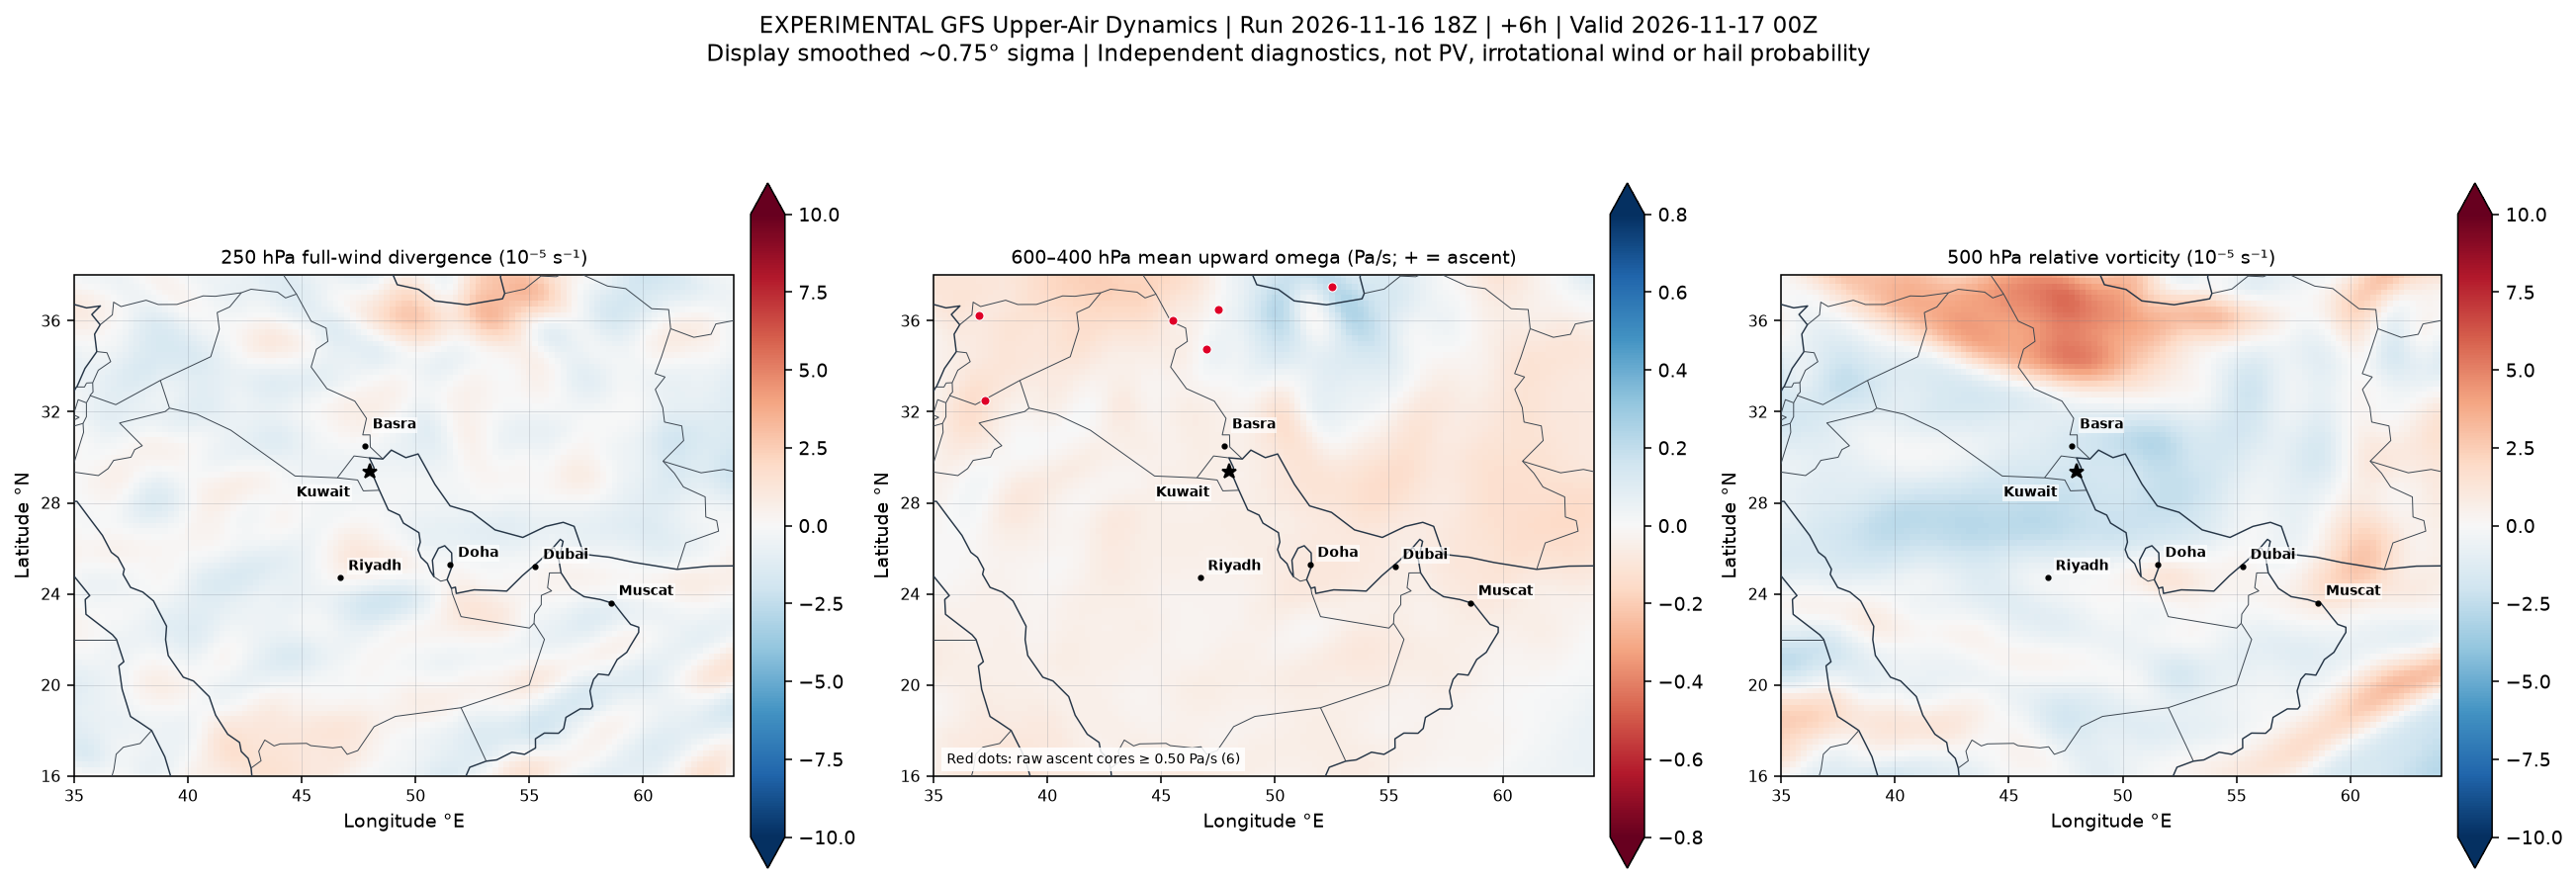 EXPERIMENTAL GFS Upper-Air Dynamics | Run 2026-11-16 18Z | +6h | Valid 2026-11-17 00Z
Display smoothed ~0.75° sigma | Independent diagnostics, not PV, irrotational wind or hail probability
250 hPa full-wind divergence (10⁻⁵ s⁻¹)
Latitude °N
36
32
28
24
20
16
Basra
Kuwait
Riyadh
Doha
Dubai
Muscat
35
40
45
50
55
60
Longitude °E
10.0
7.5
5.0
2.5
0.0
−2.5
−5.0
−7.5
−10.0
600–400 hPa mean upward omega (Pa/s; + = ascent)
Latitude °N
36
32
28
24
20
16
Basra
Kuwait
Riyadh
Doha
Dubai
Muscat
Red dots: raw ascent cores ≥ 0.50 Pa/s (6)
35
40
45
50
55
60
Longitude °E
0.8
0.6
0.4
0.2
0.0
−0.2
−0.4
−0.6
−0.8
500 hPa relative vorticity (10⁻⁵ s⁻¹)
Latitude °N
36
32
28
24
20
16
Basra
Kuwait
Riyadh
Doha
Dubai
Muscat
35
40
45
50
55
60
Longitude °E
10.0
7.5
5.0
2.5
0.0
−2.5
−5.0
−7.5
−10.0